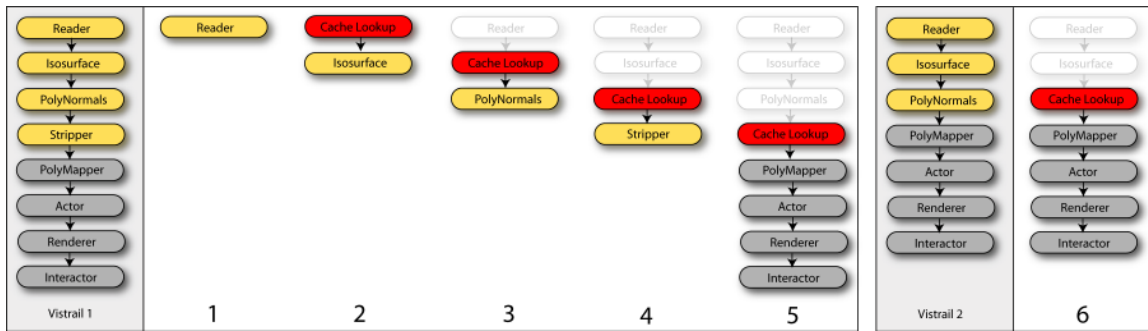 Reader
Isosurface
PolyNormals
Stripper
PolyMapper
Actor
Renderer
Interactor
Vistrail 1
Reader
1
Cache Lookup
Isosurface
2
Reader
Cache Lookup
PolyNormals
3
Reader
Isosurface
Cache Lookup
Stripper
4
Reader
Isosurface
PolyNormals
Cache Lookup
PolyMapper
Actor
Renderer
Interactor
5
Reader
Isosurface
PolyNormals
PolyMapper
Actor
Renderer
Interactor
Vistrail 2
Reader
Isosurface
Cache Lookup
PolyMapper
Actor
Renderer
Interactor
6